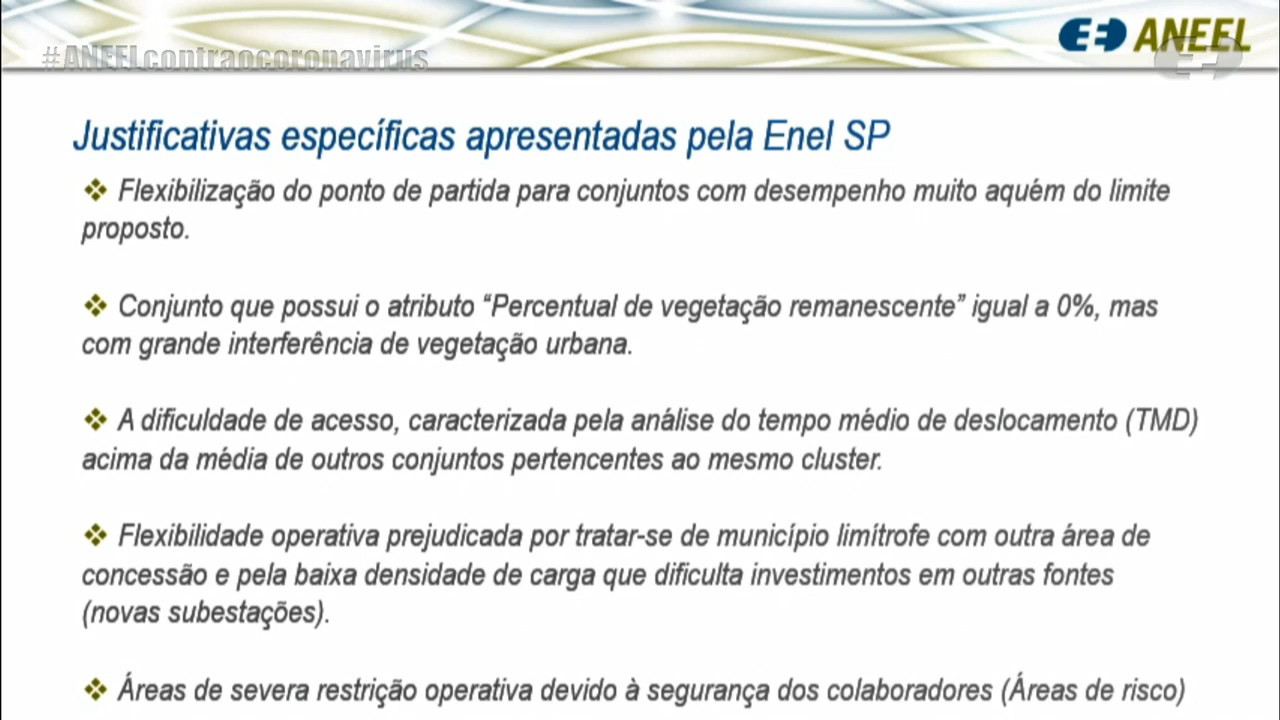 #ANEELcontraocoronavirus
ANEEL
Justificativas específicas apresentadas pela Enel SP
Flexibilização do ponto de partida para conjuntos com desempenho muito aquém do limite
proposto.
Conjunto que possui o atributo “Percentual de vegetação remanescente” igual a 0%, mas
com grande interferência de vegetação urbana.
A dificuldade de acesso, caracterizada pela análise do tempo médio de deslocamento (TMD)
acima da média de outros conjuntos pertencentes ao mesmo cluster.
Flexibilidade operativa prejudicada por tratar-se de município limítrofe com outra área de
concessão e pela baixa densidade de carga que dificulta investimentos em outras fontes
(novas subestações).
Áreas de severa restrição operativa devido à segurança dos colaboradores (Áreas de risco)